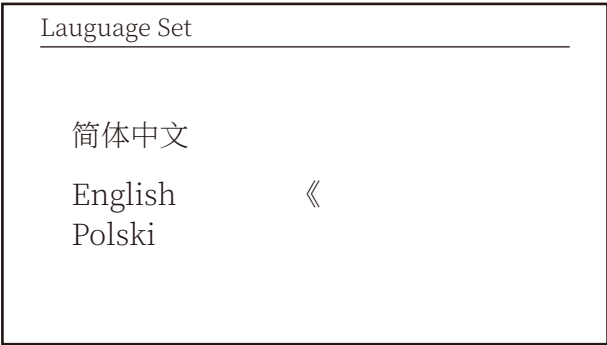 Lauguage Set
简体中文
English 《
Polski